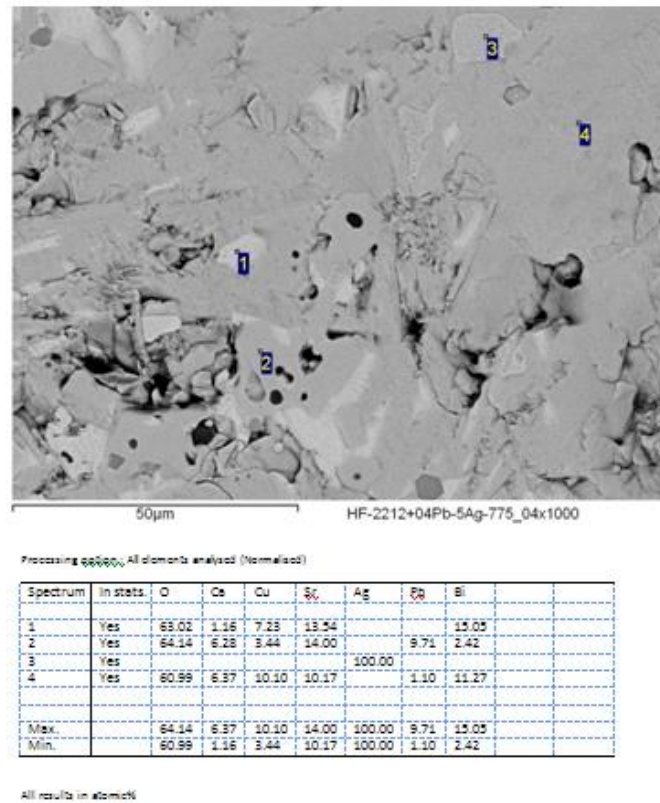 3
4
1
2
50µm HF-2212+04Pb-5Ag-775_04x1000
Processing option : All elements analysed (Normalised)
Spectrum In stats. O Ca Cu Sr Ag Pb Bi
1 Yes 63.02 1.16 7.23 13.54 15.05
2 Yes 64.14 6.28 3.44 14.00 9.71 2.42
3 Yes 100.00
4 Yes 60.99 6.37 10.10 10.17 1.10 11.27
Max. 64.14 6.37 10.10 14.00 100.00 9.71 15.05
Min. 60.99 1.16 3.44 10.17 100.00 1.10 2.42
All results in atomic%